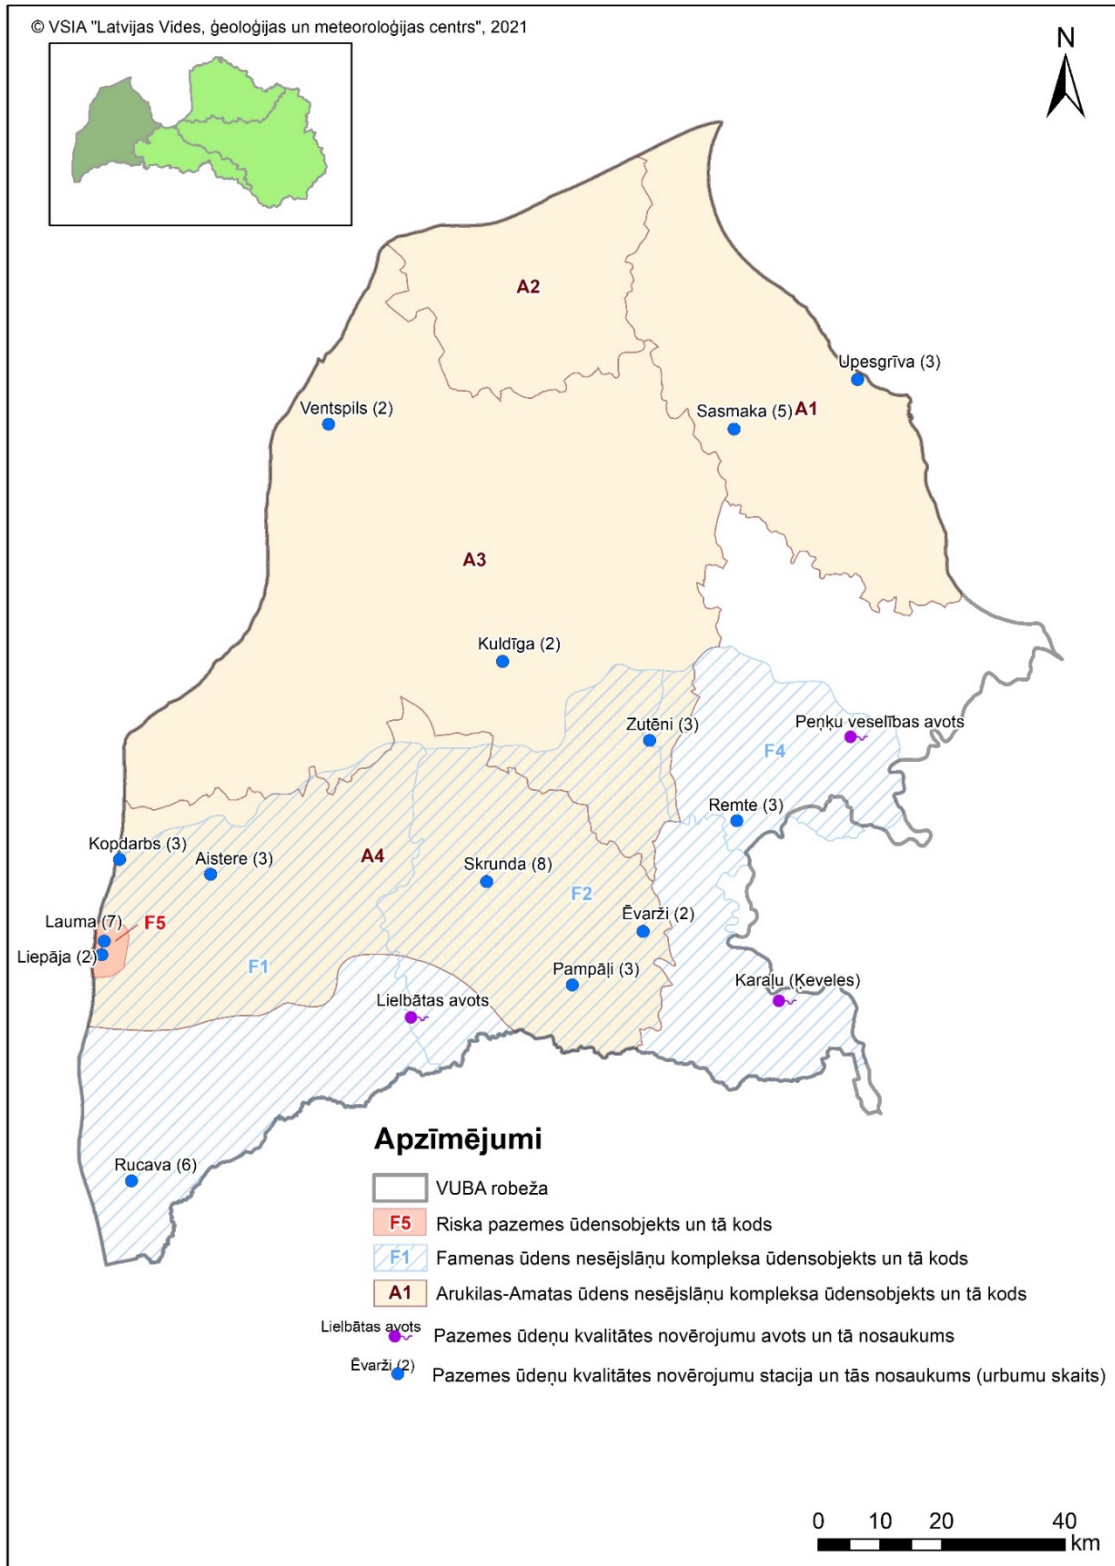 © VSIA "Latvijas Vides, ģeoloģijas un meteoroloģijas centrs", 2021
N
A2
Upesgrīva (3)
Ventspils (2)
Sasmaka (5)
A1
A3
Kuldīga (2)
Zutēni (3)
Peņķu veselības avots
F4
Remte (3)
Kopdarbs (3)
Aistere (3)
A4
Skrunda (8)
F2
Lauma (7)
F5
Ēvarži (2)
Liepāja (2)
F1
Pampāļi (3)
Karaļu (Ķeveles)
Lielbātas avots
Rucava (6)
Apzīmējumi
VUBA robeža
F5 Riska pazemes ūdensobjekts un tā kods
F1 Famenas ūdens nesējslāņu kompleksa ūdensobjekts un tā kods
A1 Arukilas-Amatas ūdens nesējslāņu kompleksa ūdensobjekts un tā kods
Lielbātas avots Pazemes ūdeņu kvalitātes novērojumu avots un tā nosaukums
Ēvarži (2) Pazemes ūdeņu kvalitātes novērojumu stacija un tās nosaukums (urbumu skaits)
0 10 20 40
km